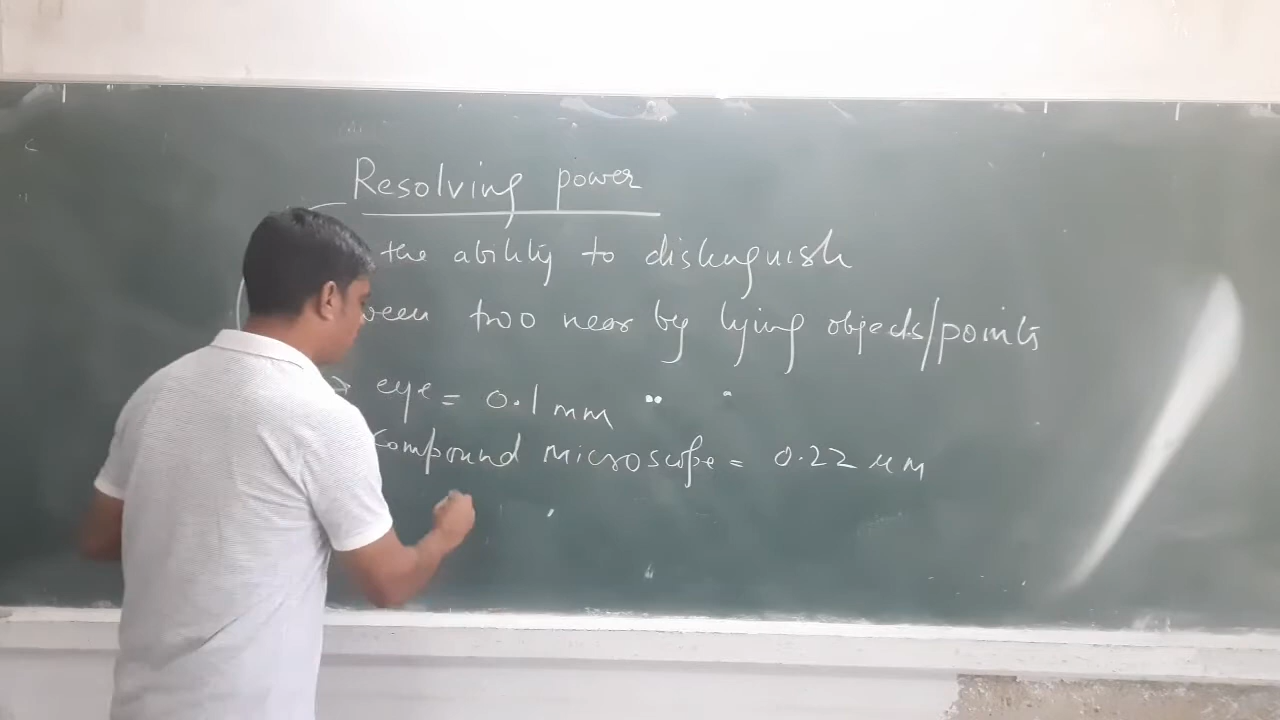 Resolving power
the ability to distinguish
ween two near by lying objects/points
→ eye = 0.1 mm
Compound microscope = 0.22 μm